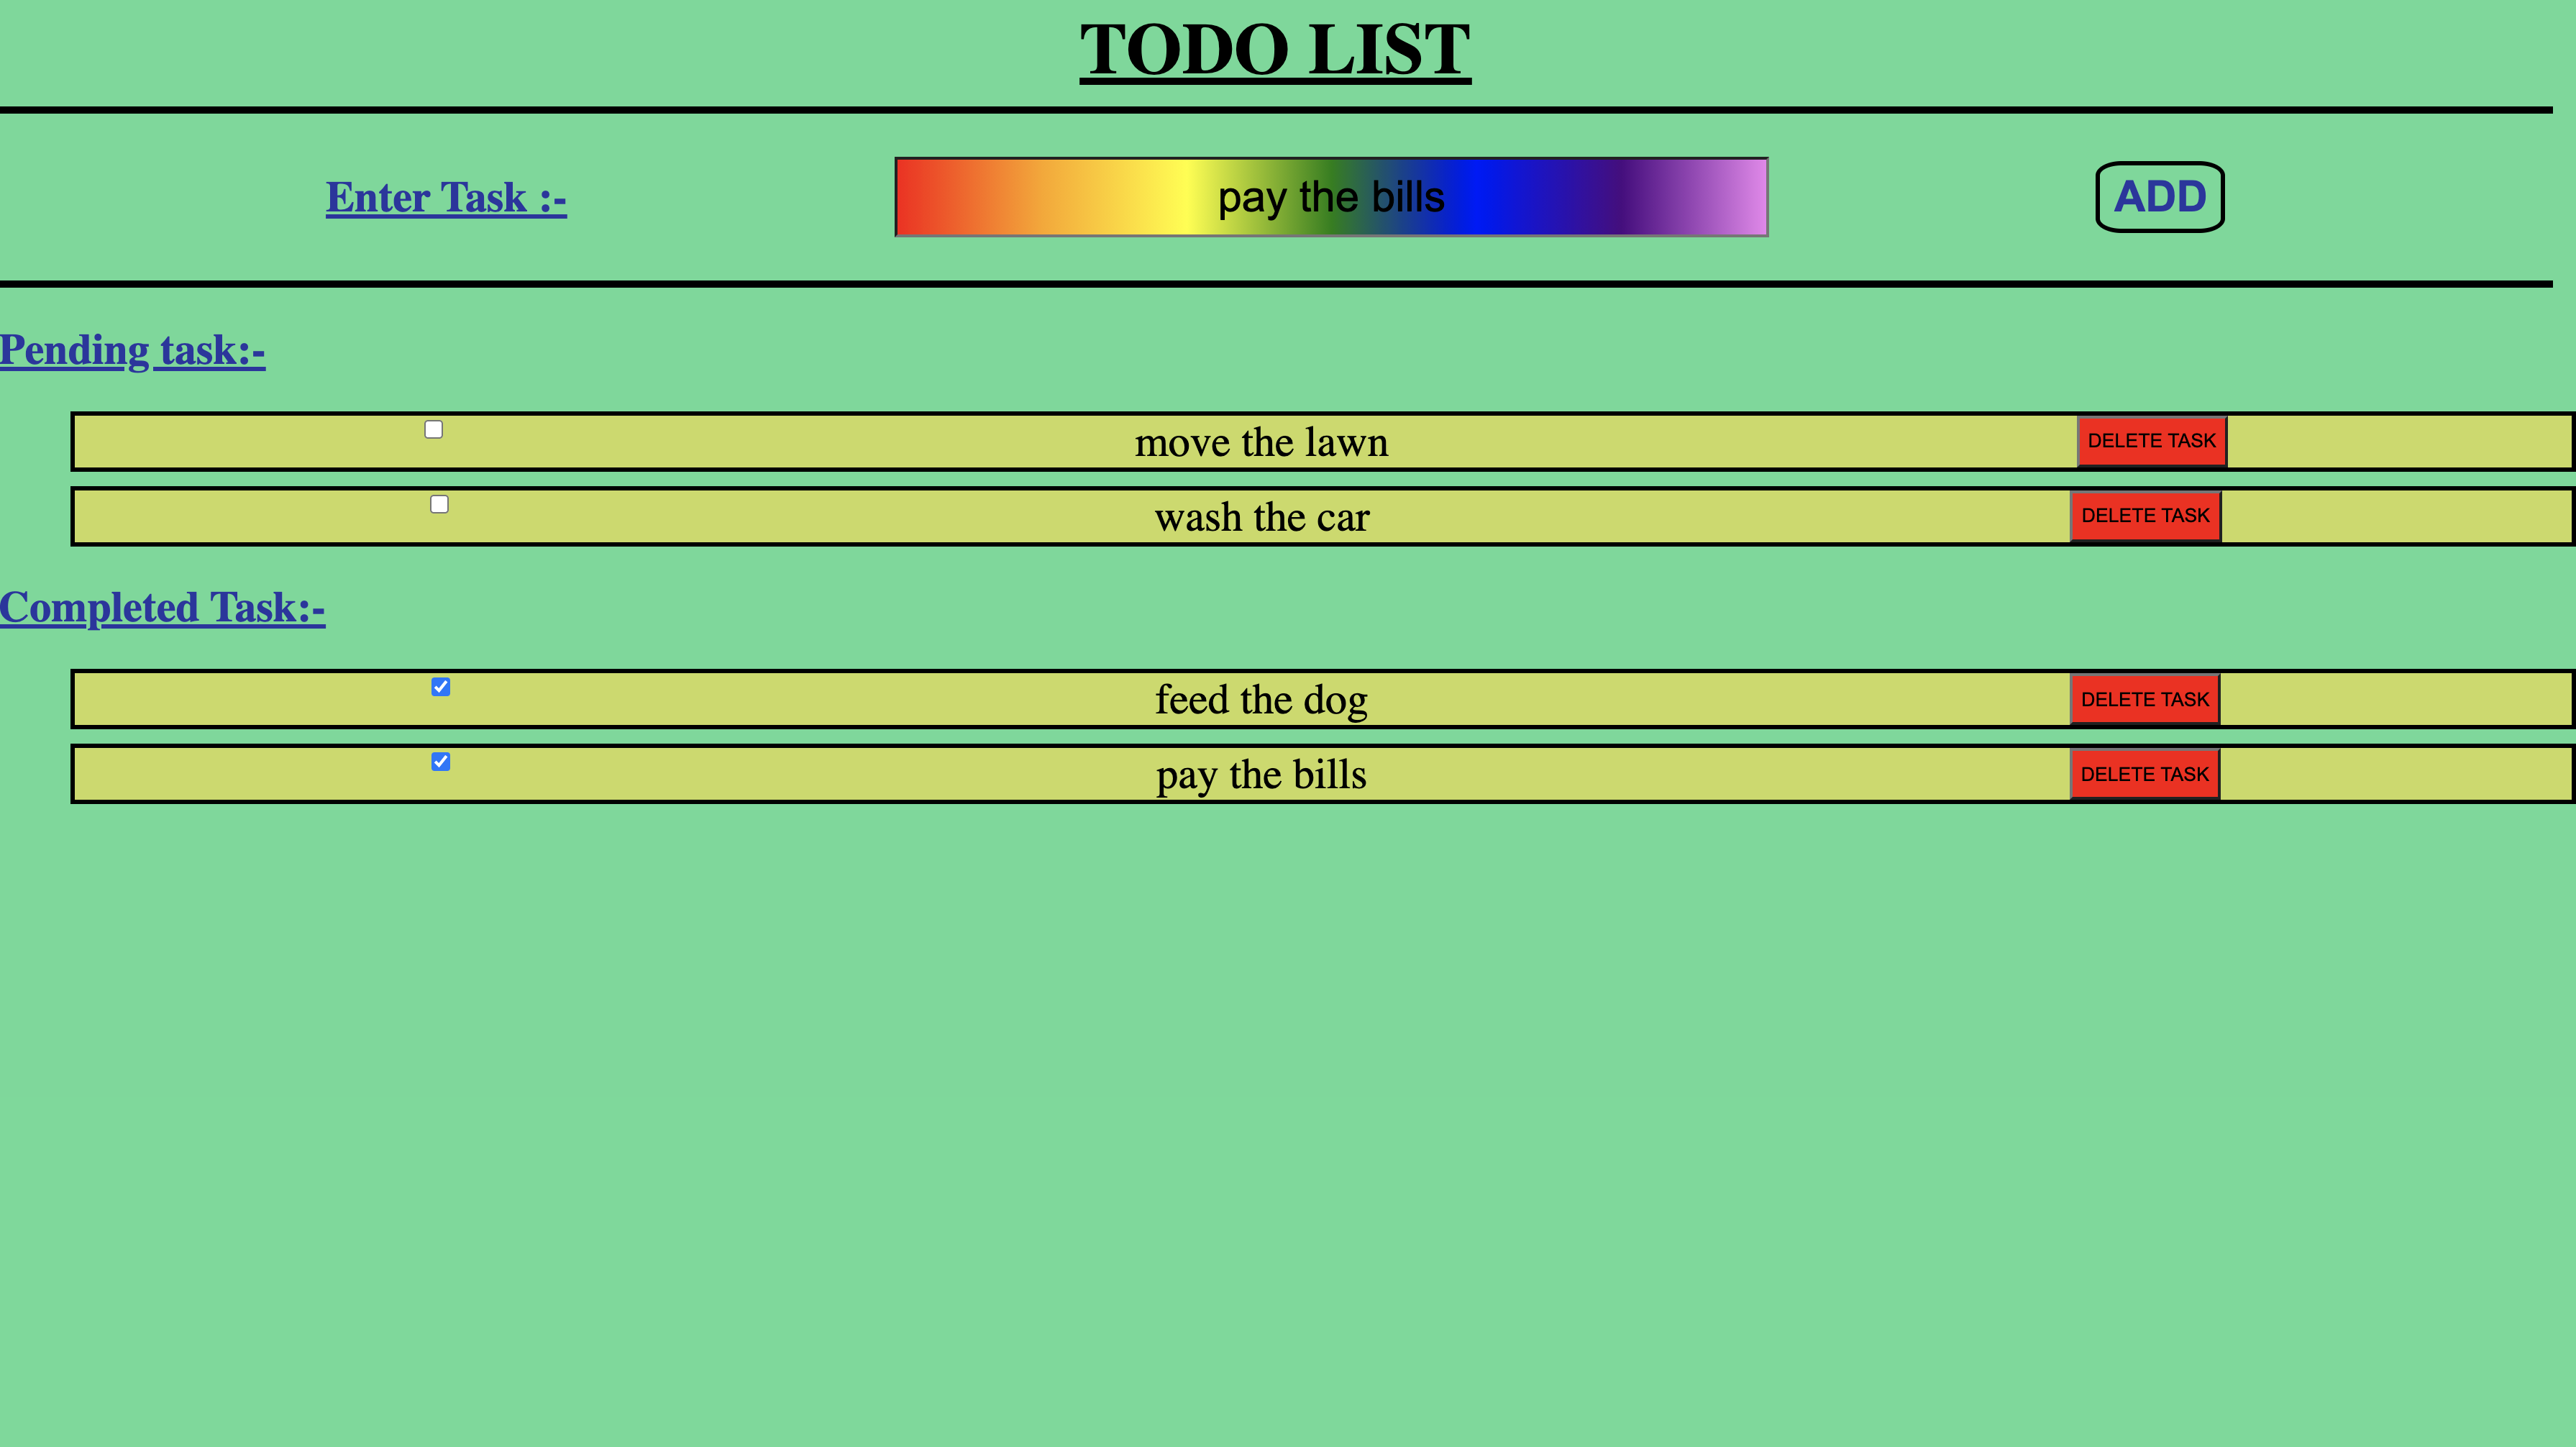 TODO LIST
Enter Task :-
pay the bills
ADD
Pending task:-
move the lawn
DELETE TASK
wash the car
DELETE TASK
Completed Task:-
feed the dog
DELETE TASK
pay the bills
DELETE TASK